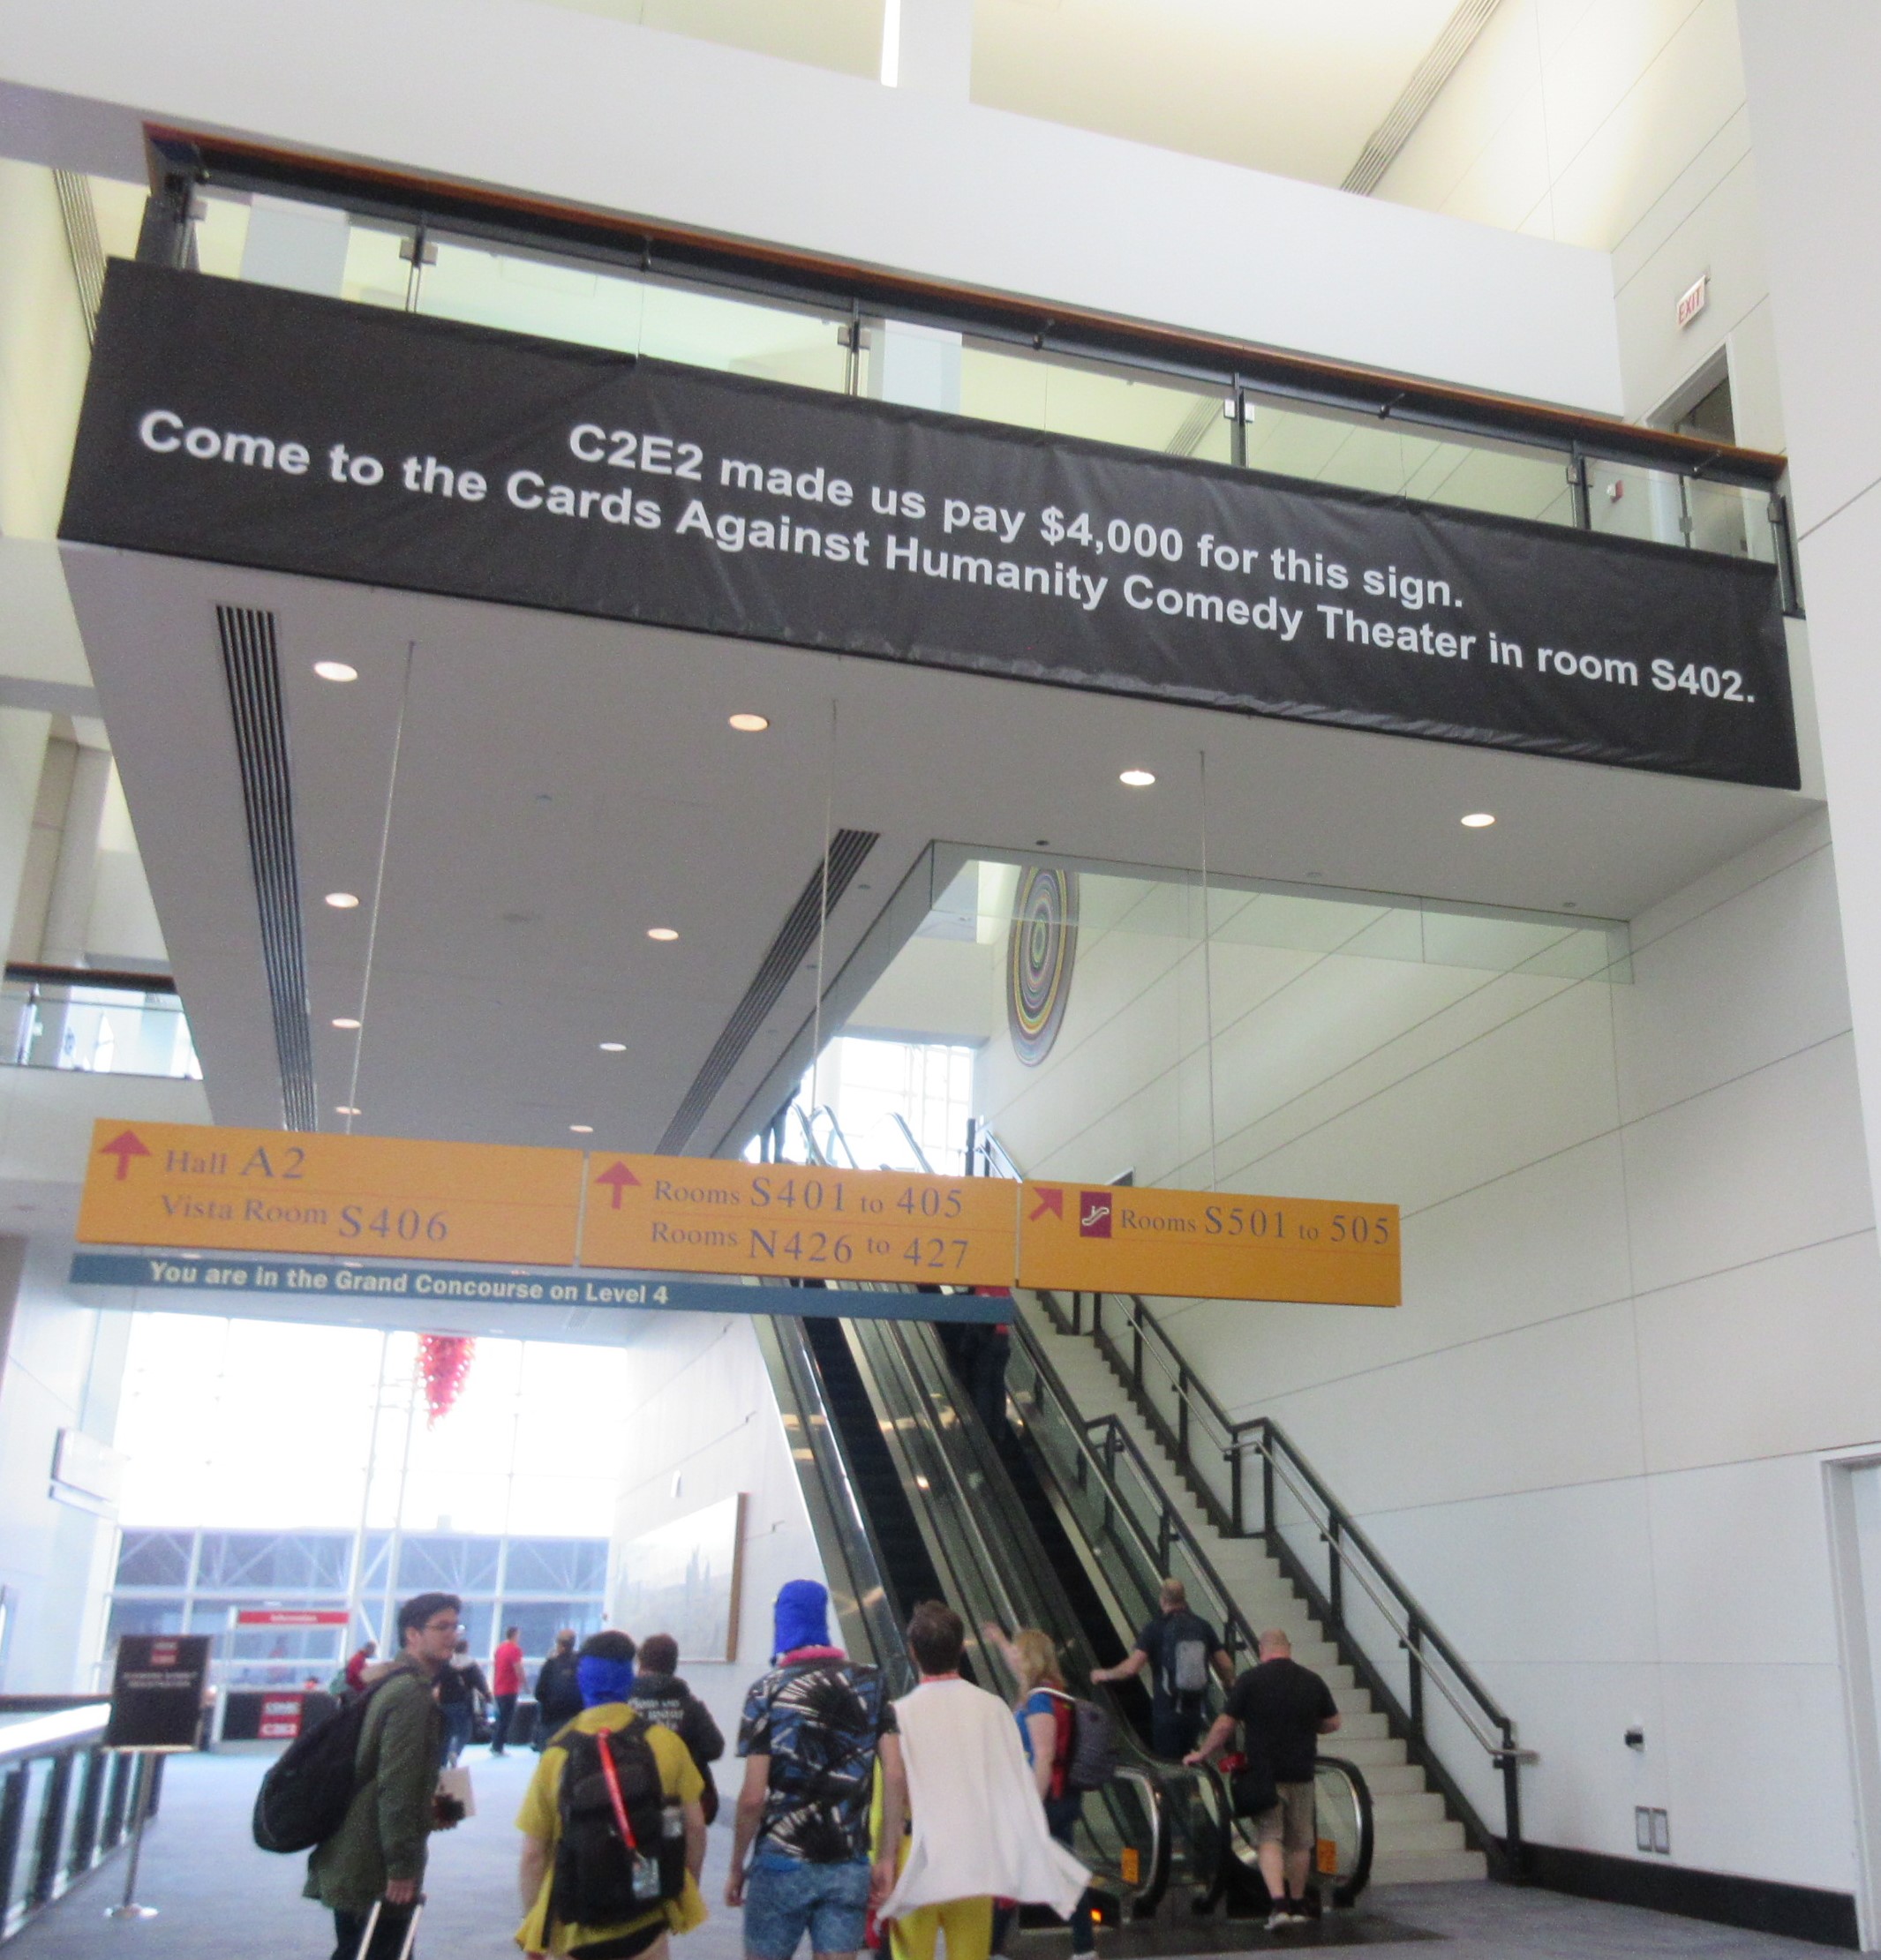 EXIT
C2E2 made us pay $4,000 for this sign.
Come to the Cards Against Humanity Comedy Theater in room S402.
Hall A2
Vista Room S406
Rooms S401 to 405
Rooms N426 to 427
Rooms S501 to 505
You are in the Grand Concourse on Level 4
Information
C2E2